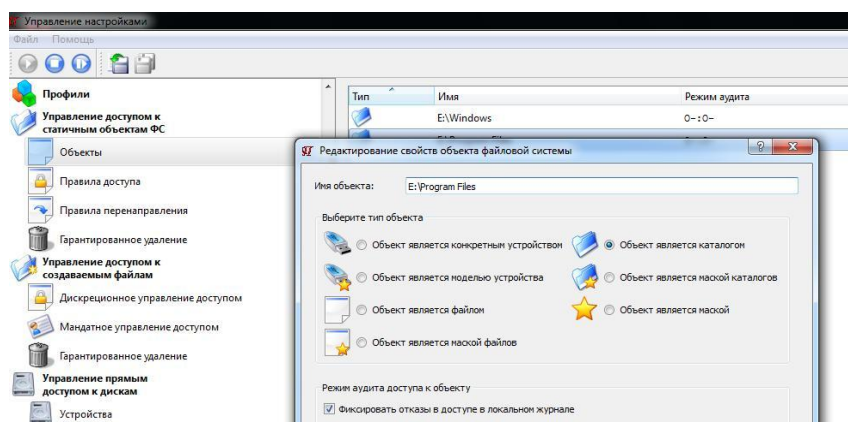 Управление настройками
Файл Помощь
Профили
Управление доступом к
статичным объектам ФС
Объекты
Правила доступа
Правила перенаправления
Гарантированное удаление
Управление доступом к
создаваемым файлам
Дискреционное управление доступом
Мандатное управление доступом
Гарантированное удаление
Управление прямым
доступом к дискам
Устройства
Тип Имя Режим аудита
E:\Windows O-:O-
Редактирование свойств объекта файловой системы
Имя объекта: E:\Program Files
Выберите тип объекта
Объект является конкретным устройством
Объект является каталогом
Объект является моделью устройства
Объект является маской каталогов
Объект является файлом
Объект является маской
Объект является маской файлов
Режим аудита доступа к объекту
Фиксировать отказы в доступе в локальном журнале